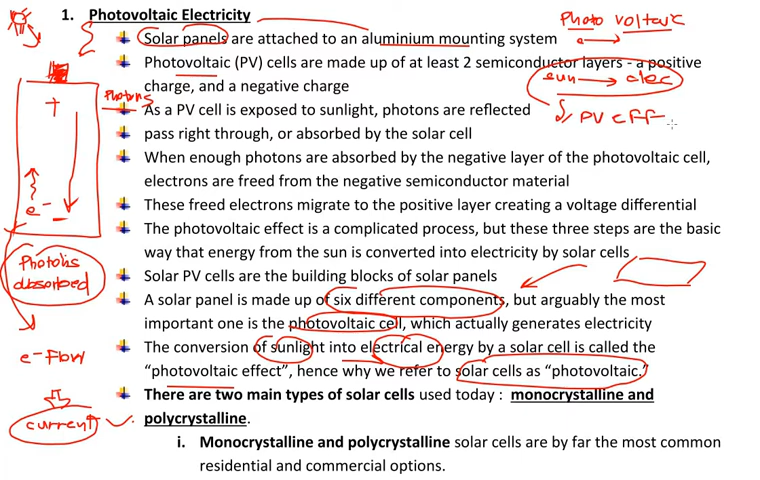 1. Photovoltaic Electricity
Photo voltaic
Solar panels are attached to an aluminium mounting system
Photovoltaic (PV) cells are made up of at least 2 semiconductor layers - a positive
charge, and a negative charge
sun → elec
Photons
As a PV cell is exposed to sunlight, photons are reflected
PV eff
pass right through, or absorbed by the solar cell
When enough photons are absorbed by the negative layer of the photovoltaic cell,
electrons are freed from the negative semiconductor material
+
e-
-
These freed electrons migrate to the positive layer creating a voltage differential
The photovoltaic effect is a complicated process, but these three steps are the basic
way that energy from the sun is converted into electricity by solar cells
Photons
absorbed
Solar PV cells are the building blocks of solar panels
A solar panel is made up of six different components, but arguably the most
important one is the photovoltaic cell, which actually generates electricity
The conversion of sunlight into electrical energy by a solar cell is called the
e-Flow
“photovoltaic effect”, hence why we refer to solar cells as “photovoltaic.”
There are two main types of solar cells used today : monocrystalline and
current
polycrystalline.
i. Monocrystalline and polycrystalline solar cells are by far the most common
residential and commercial options.